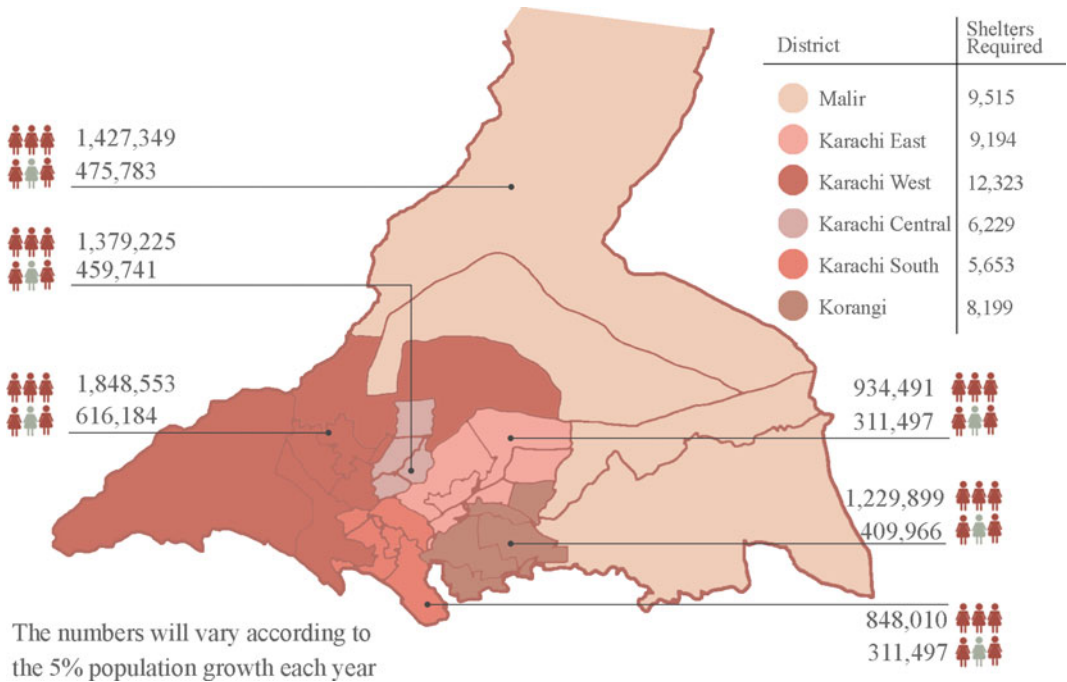 District Shelters Required
Malir 9,515
Karachi East 9,194
Karachi West 12,323
Karachi Central 6,229
Karachi South 5,653
Korangi 8,199
1,427,349
475,783
1,379,225
459,741
1,848,553
616,184
934,491
311,497
1,229,899
409,966
848,010
311,497
The numbers will vary according to
the 5% population growth each year